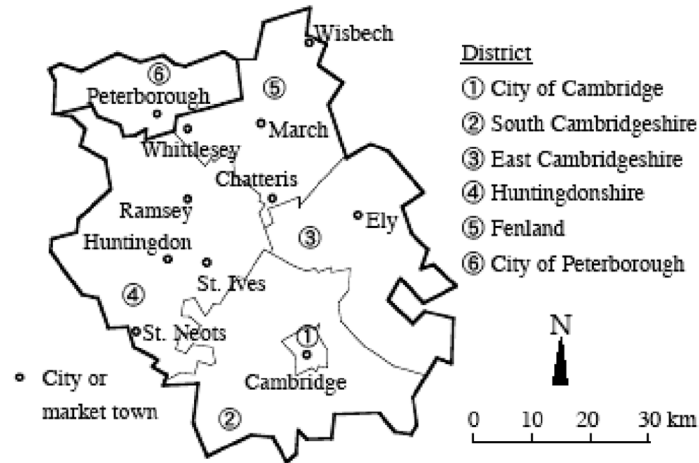 Wisbech
⑥
Peterborough
⑤
March
Whittlesey
Chatteris
Ramsey
Ely
Huntingdon
③
St. Ives
④
St. Neots
①
Cambridge
②
City or
market town
District
① City of Cambridge
② South Cambridgeshire
③ East Cambridgeshire
④ Huntingdonshire
⑤ Fenland
⑥ City of Peterborough
N
0 10 20 30 km